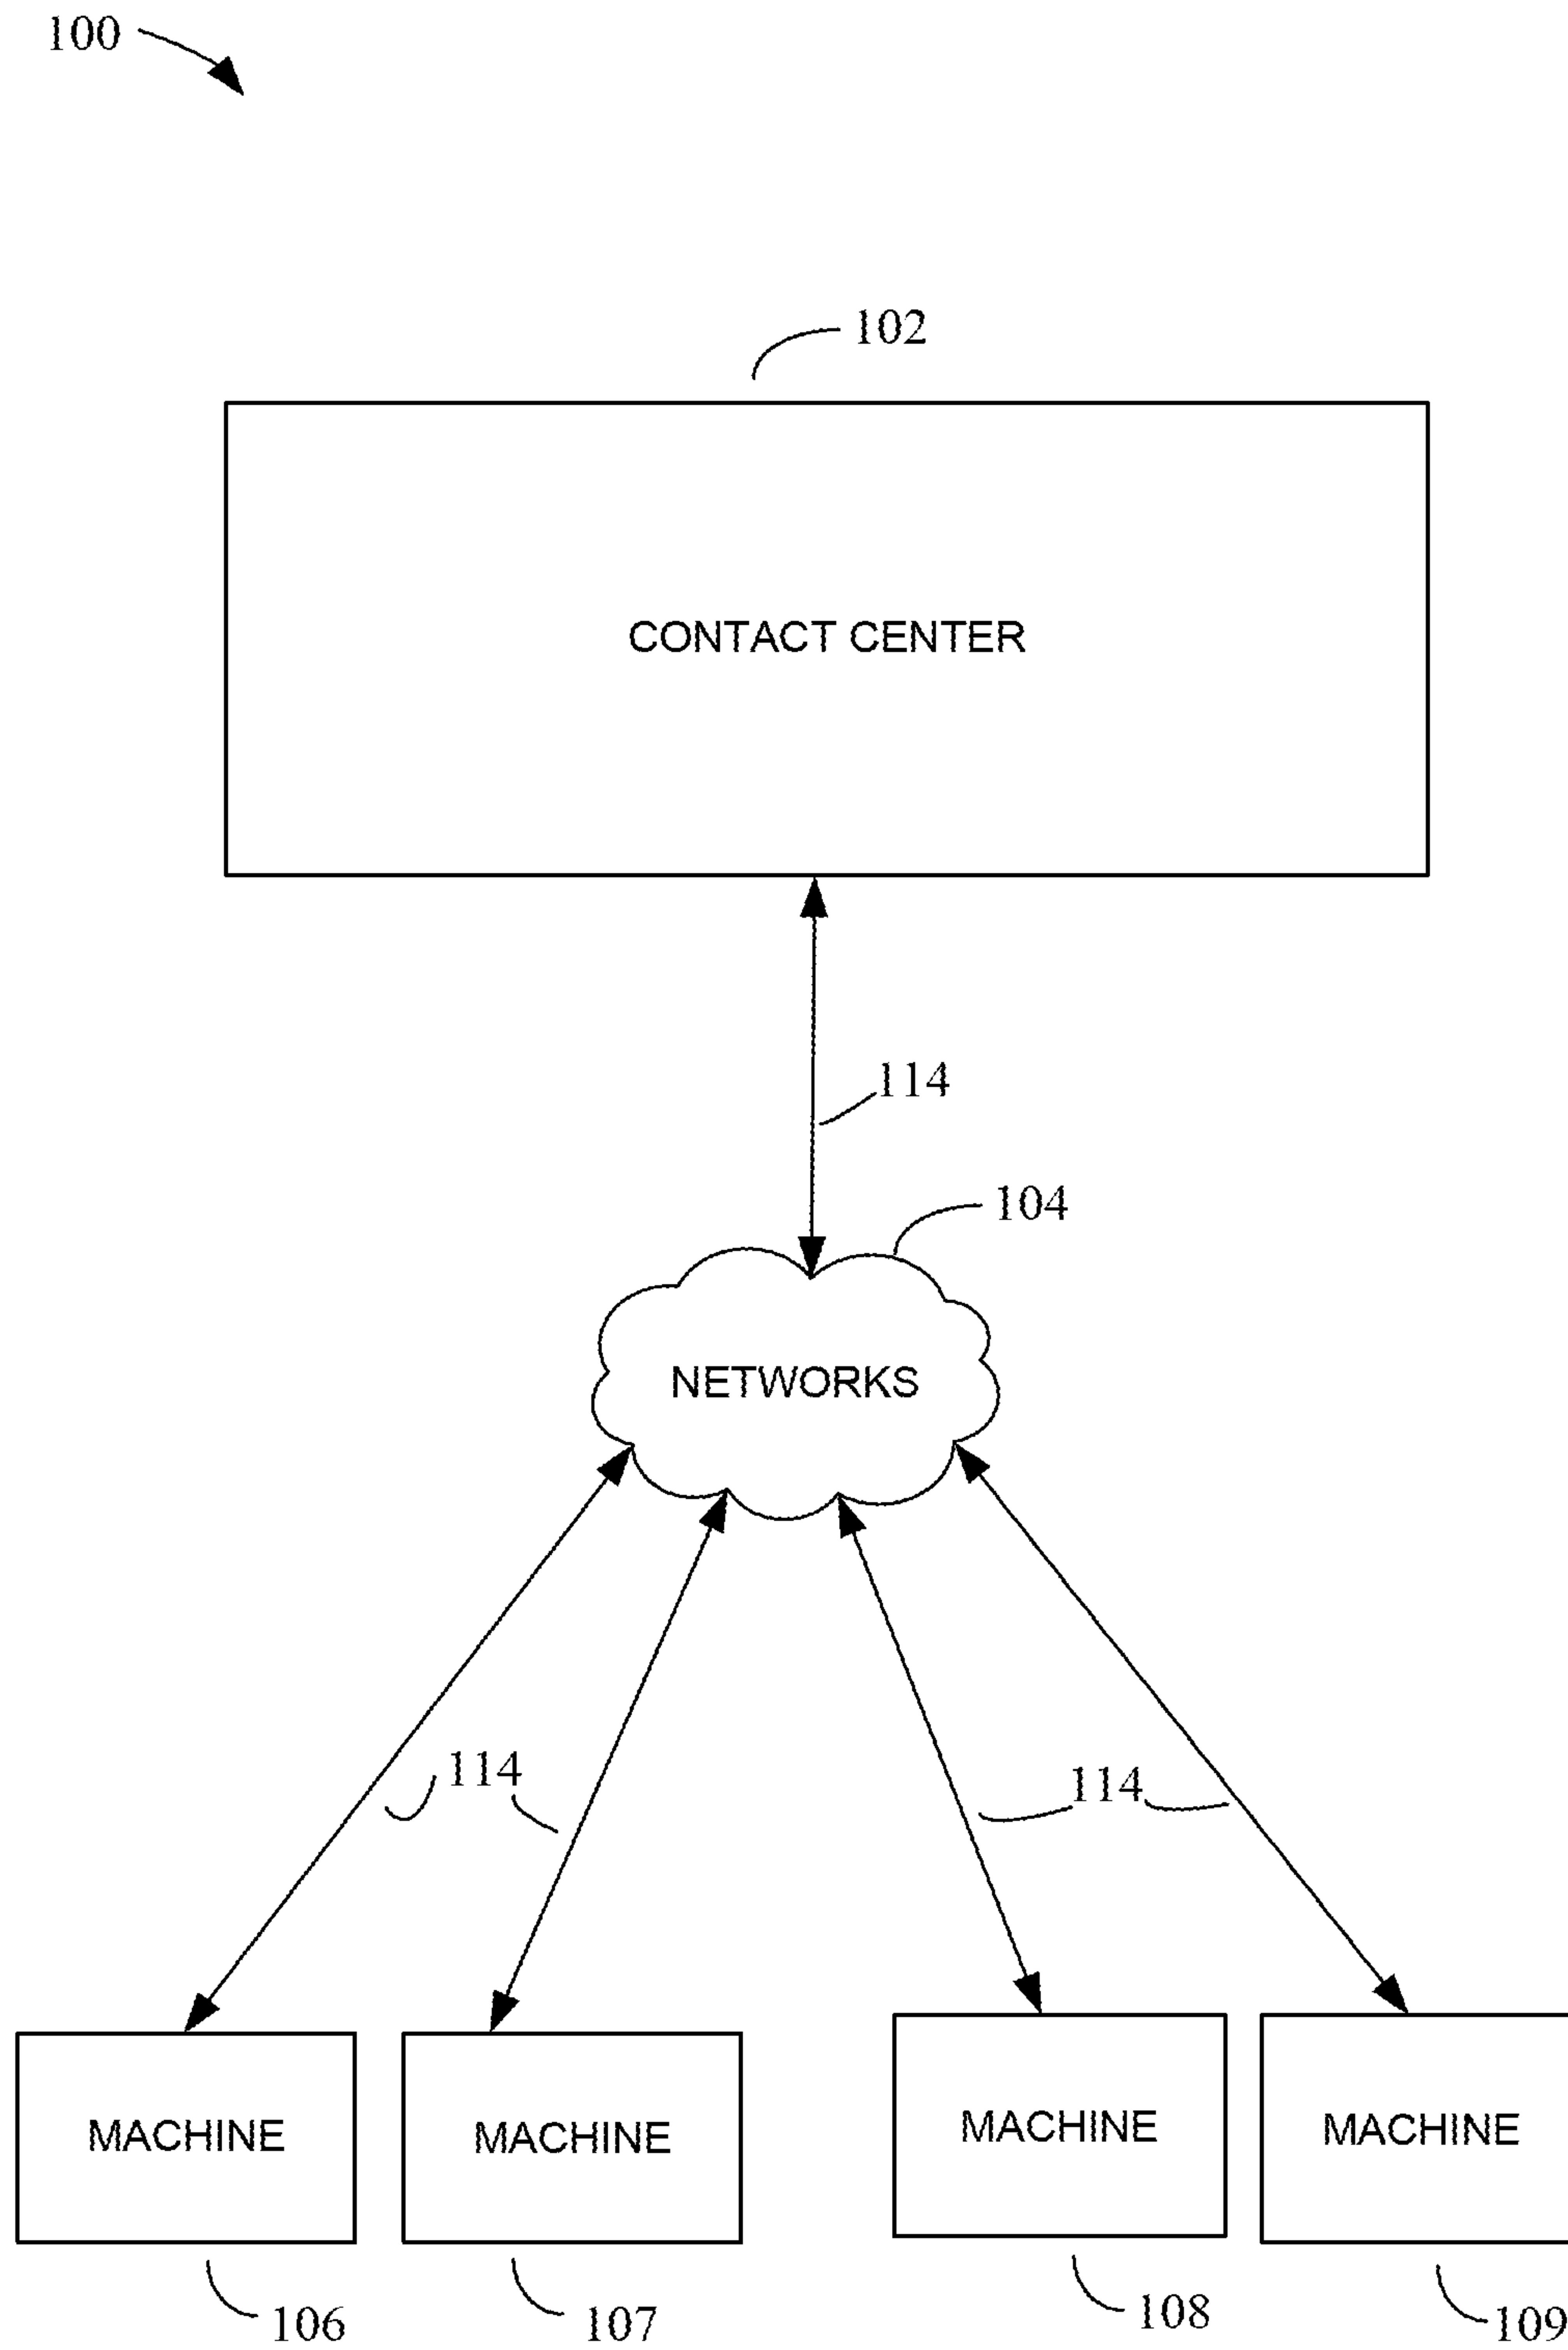 100
102
CONTACT CENTER
114
104
NETWORKS
114
114
MACHINE
MACHINE
MACHINE
MACHINE
106
107
108
109